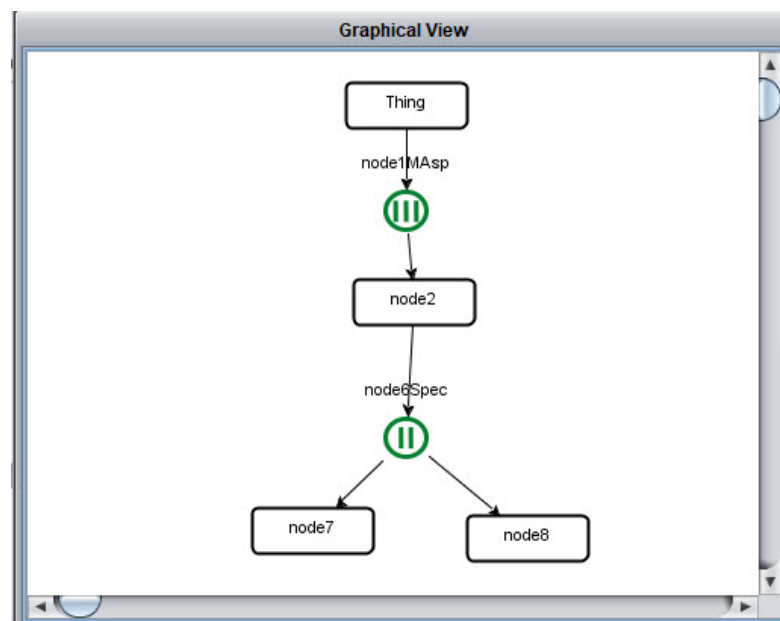 Graphical View
Thing
node1MAsp
node2
node6Spec
node7
node8